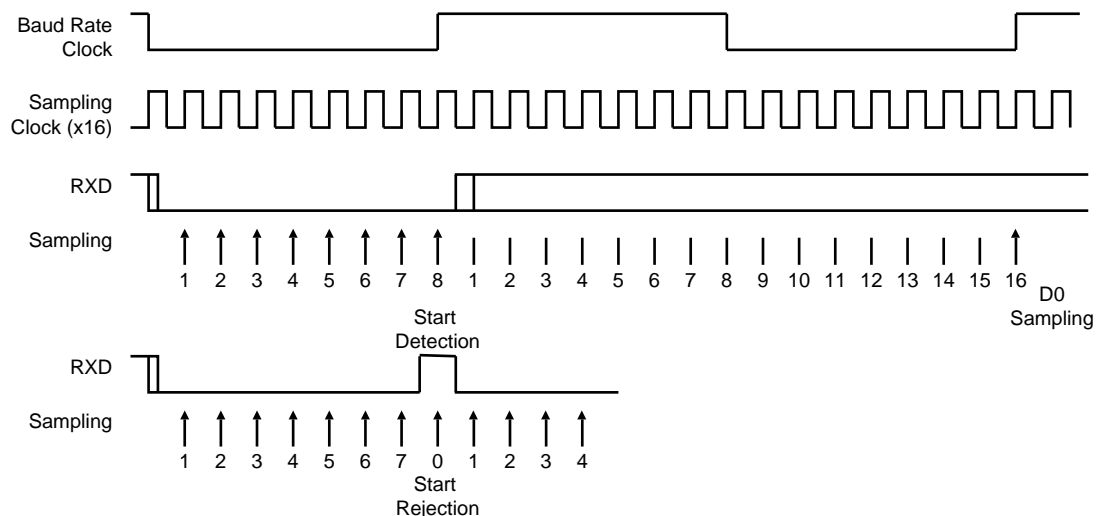 Baud Rate
Clock
Sampling
Clock (x16)
RXD
Sampling
1 2 3 4 5 6 7 8 1 2 3 4 5 6 7 8 9 10 11 12 13 14 15 16
D0
Sampling
Start
Detection
RXD
Sampling
1 2 3 4 5 6 7 0 1 2 3 4
Start
Rejection